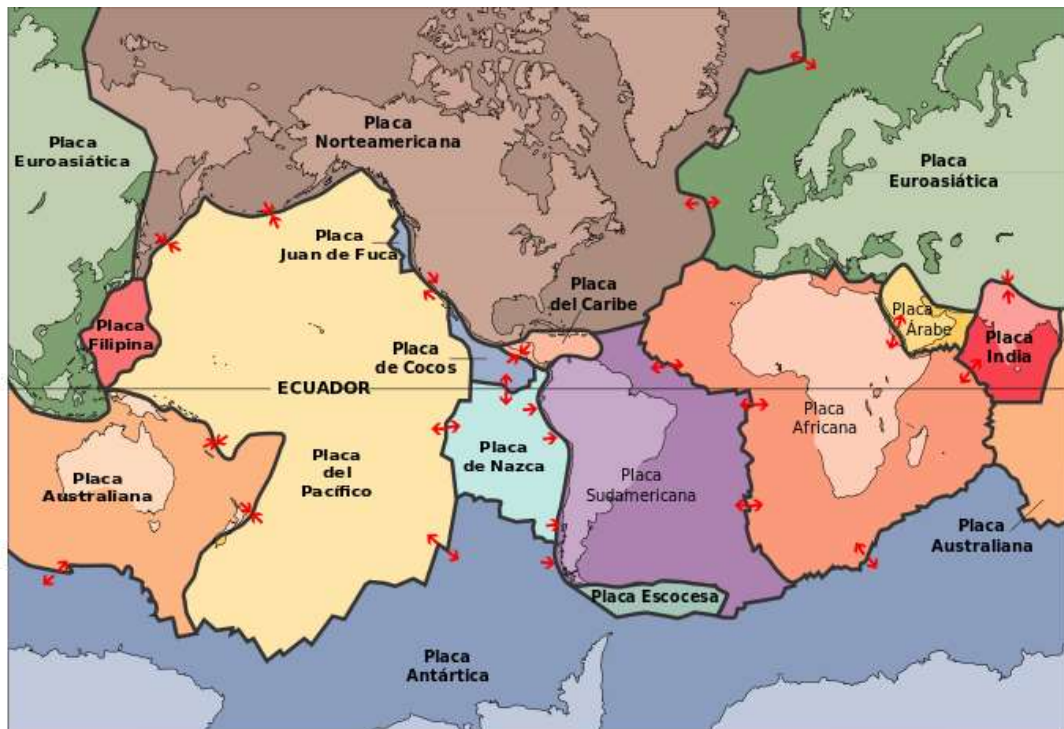 Placa
Norteamericana
Placa
Euroasiática
Placa
Euroasiática
Placa
Juan de Fuca
Placa
del Caribe
Placa
Filipina
Placa
Árabe
Placa
India
Placa
de Cocos
ECUADOR
Placa
Africana
Placa
del
Pacífico
Placa
de Nazca
Placa
Sudamericana
Placa
Australiana
Placa
Australiana
Placa Escocesa
Placa
Antártica